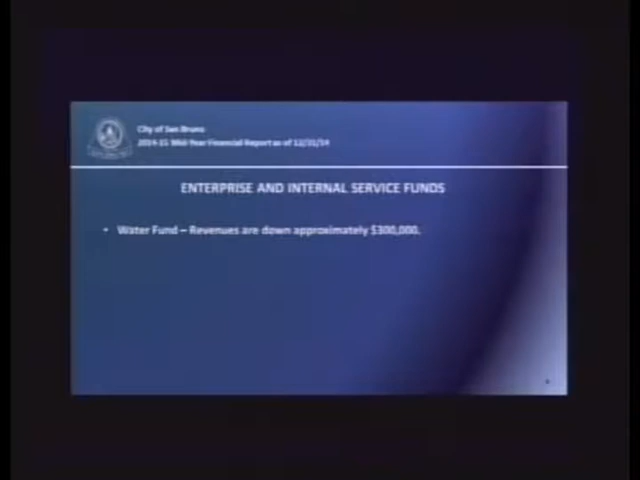 City of San Bruno
2014-15 Mid-Year Financial Report as of 12/31/14
ENTERPRISE AND INTERNAL SERVICE FUNDS
• Water Fund – Revenues are down approximately $300,000.